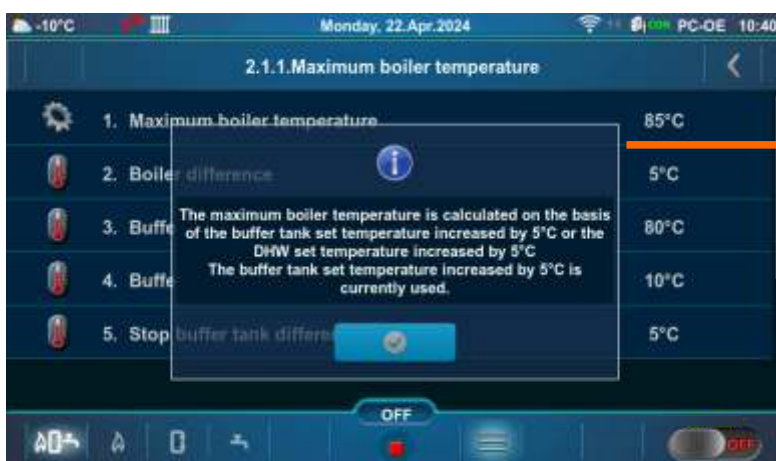 -10°C Monday, 22.Apr.2024 PC-OE 10:40
2.1.1.Maximum boiler temperature
1. Maximum boiler temperature 85°C
2. Boiler difference 5°C
3. Buffe 80°C
4. Buffe 10°C
5. Stop buffer tank differe 5°C
The maximum boiler temperature is calculated on the basis
of the buffer tank set temperature increased by 5°C or the
DHW set temperature increased by 5°C
The buffer tank set temperature increased by 5°C is
currently used.
OFF
OFF